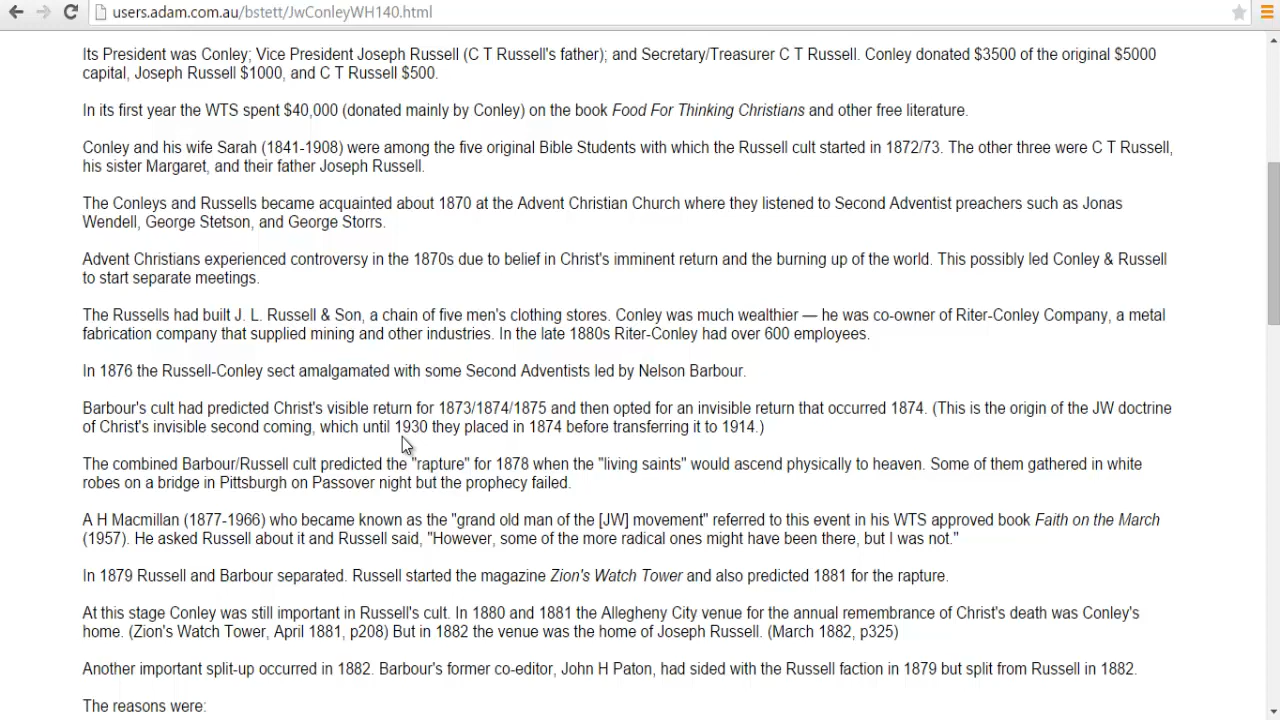 users.adam.com.au/bstett/JwConleyWH140.html
Its President was Conley; Vice President Joseph Russell (C T Russell's father); and Secretary/Treasurer C T Russell. Conley donated $3500 of the original $5000
capital, Joseph Russell $1000, and C T Russell $500.
In its first year the WTS spent $40,000 (donated mainly by Conley) on the book Food For Thinking Christians and other free literature.
Conley and his wife Sarah (1841-1908) were among the five original Bible Students with which the Russell cult started in 1872/73. The other three were C T Russell,
his sister Margaret, and their father Joseph Russell.
The Conleys and Russells became acquainted about 1870 at the Advent Christian Church where they listened to Second Adventist preachers such as Jonas
Wendell, George Stetson, and George Storrs.
Advent Christians experienced controversy in the 1870s due to belief in Christ's imminent return and the burning up of the world. This possibly led Conley & Russell
to start separate meetings.
The Russells had built J. L. Russell & Son, a chain of five men's clothing stores. Conley was much wealthier — he was co-owner of Riter-Conley Company, a metal
fabrication company that supplied mining and other industries. In the late 1880s Riter-Conley had over 600 employees.
In 1876 the Russell-Conley sect amalgamated with some Second Adventists led by Nelson Barbour.
Barbour's cult had predicted Christ's visible return for 1873/1874/1875 and then opted for an invisible return that occurred 1874. (This is the origin of the JW doctrine
of Christ's invisible second coming, which until 1930 they placed in 1874 before transferring it to 1914.)
The combined Barbour/Russell cult predicted the "rapture" for 1878 when the "living saints" would ascend physically to heaven. Some of them gathered in white
robes on a bridge in Pittsburgh on Passover night but the prophecy failed.
A H Macmillan (1877-1966) who became known as the "grand old man of the [JW] movement" referred to this event in his WTS approved book Faith on the March
(1957). He asked Russell about it and Russell said, "However, some of the more radical ones might have been there, but I was not."
In 1879 Russell and Barbour separated. Russell started the magazine Zion's Watch Tower and also predicted 1881 for the rapture.
At this stage Conley was still important in Russell's cult. In 1880 and 1881 the Allegheny City venue for the annual remembrance of Christ's death was Conley's
home. (Zion's Watch Tower, April 1881, p208) But in 1882 the venue was the home of Joseph Russell. (March 1882, p325)
Another important split-up occurred in 1882. Barbour's former co-editor, John H Paton, had sided with the Russell faction in 1879 but split from Russell in 1882.
The reasons were: